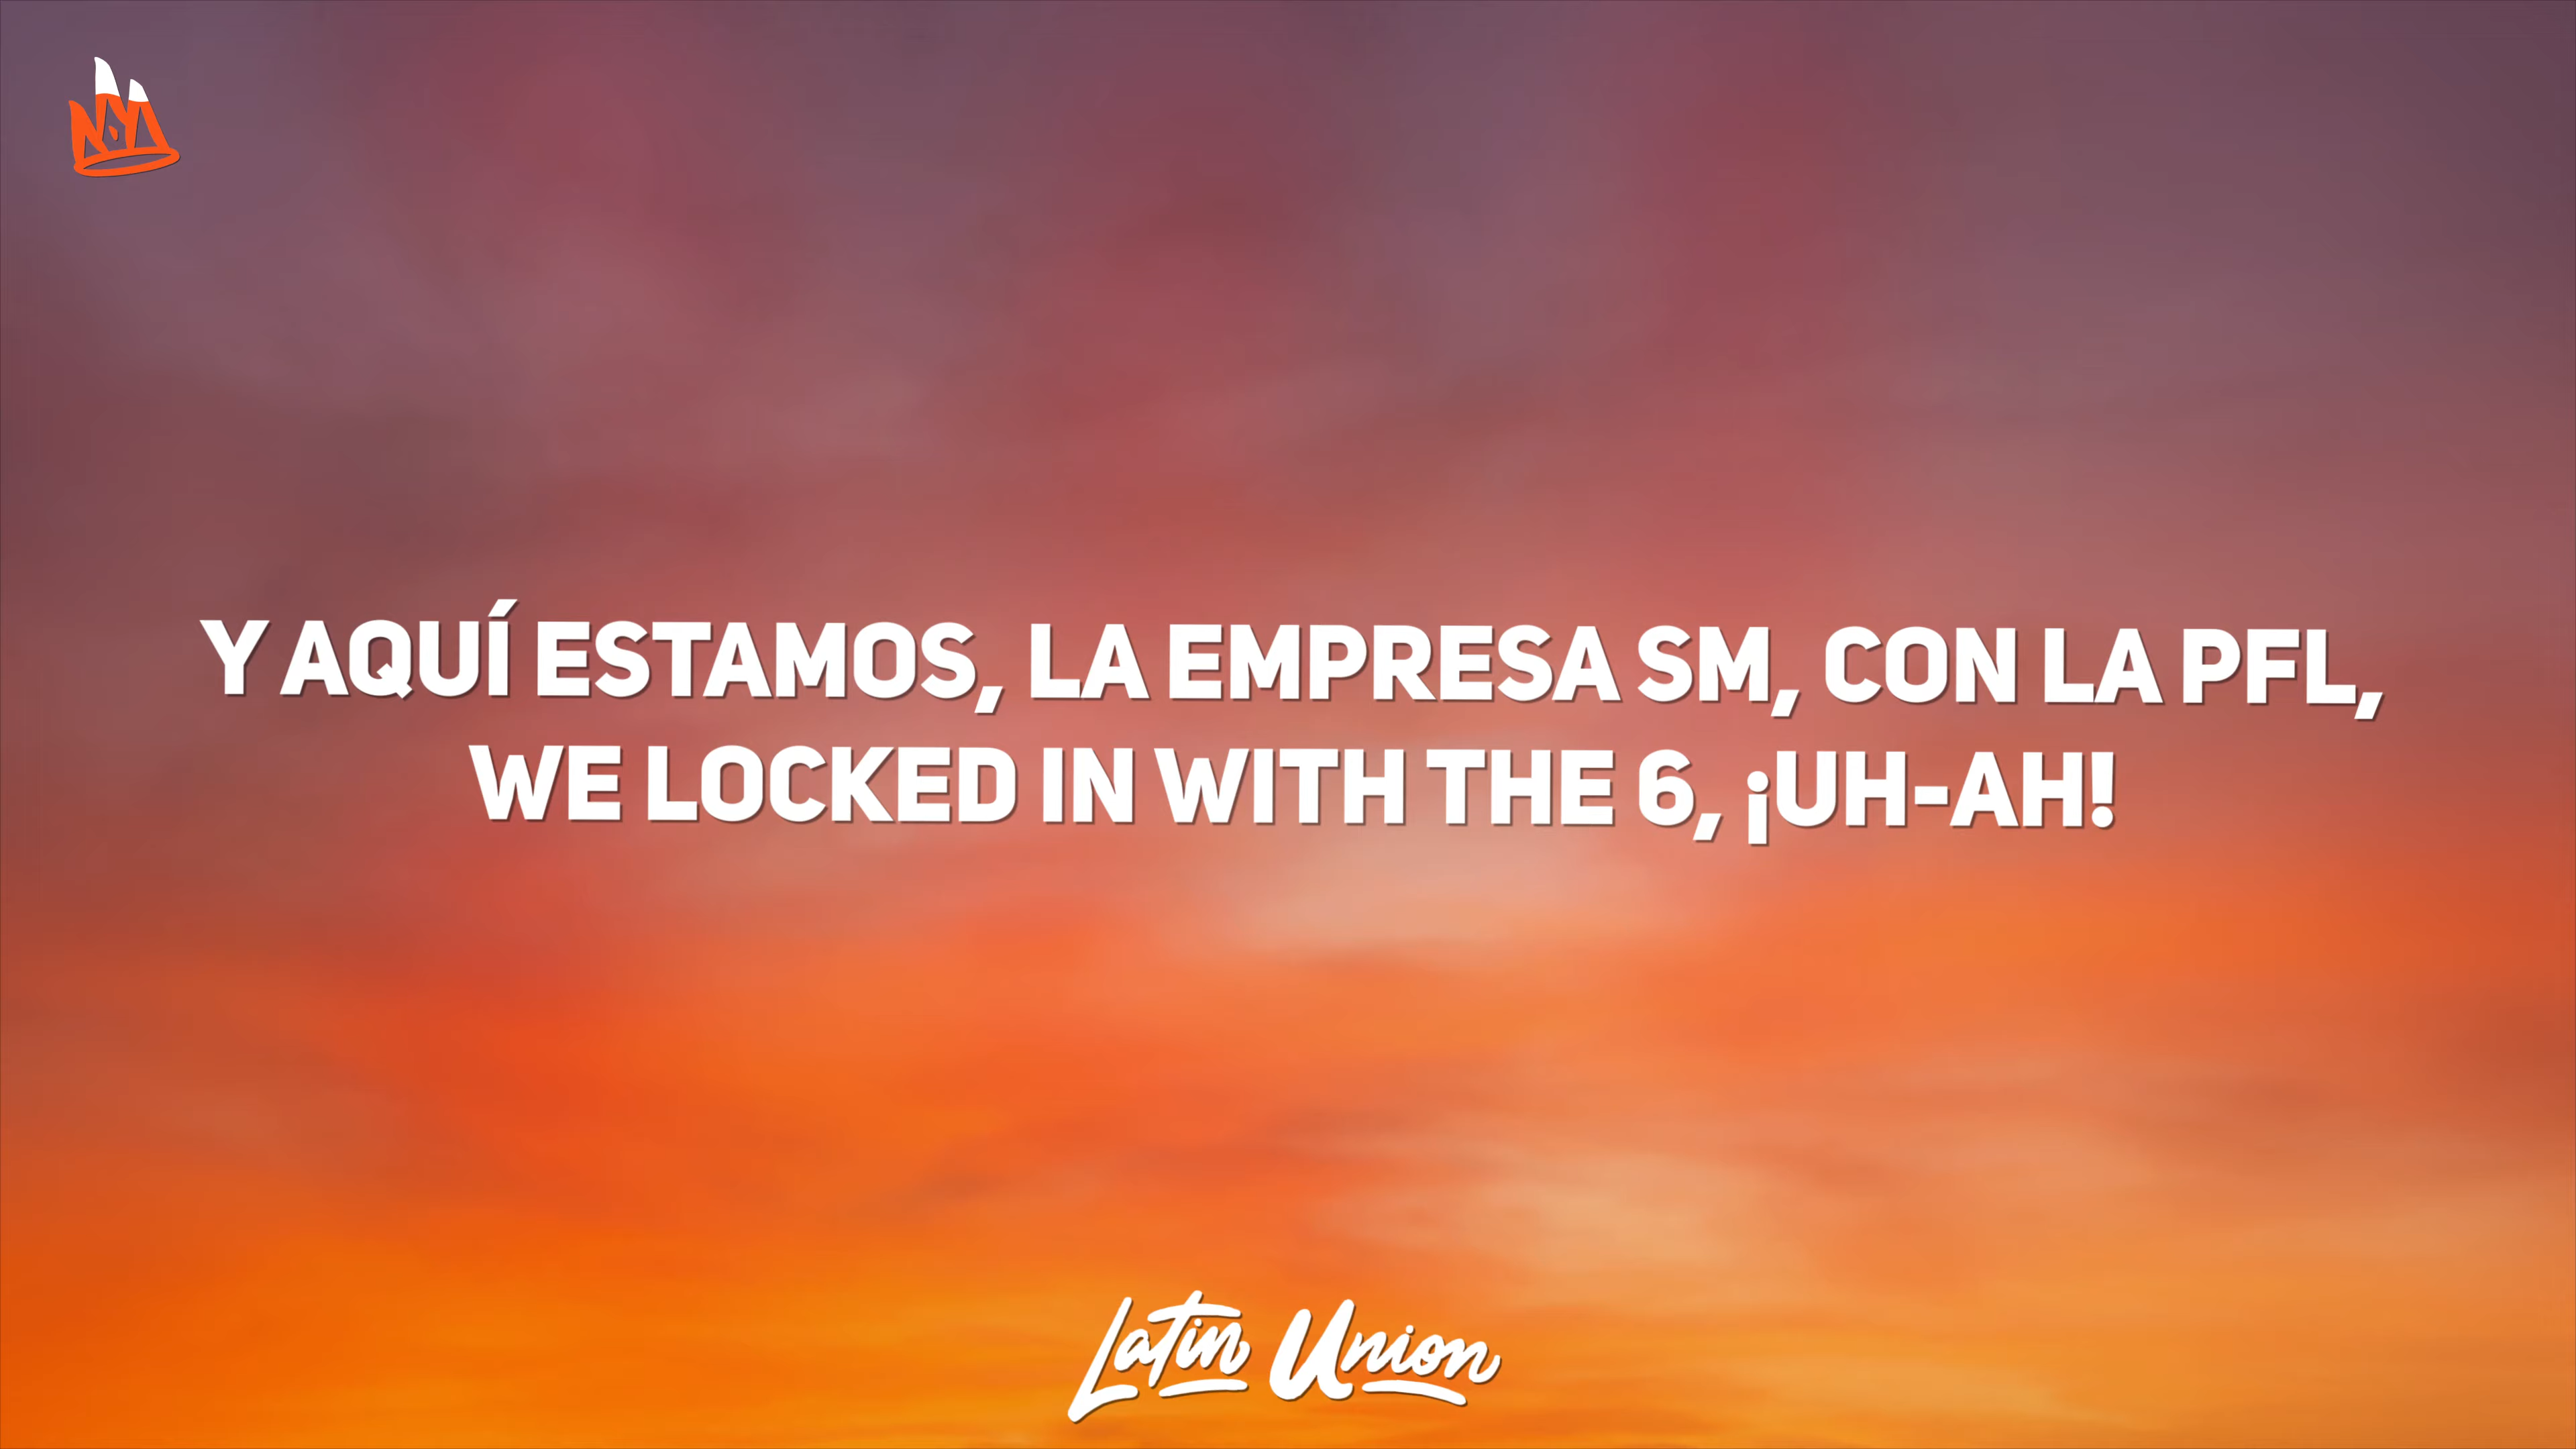 Y AQUÍ ESTAMOS, LA EMPRESA SM, CON LA PFL,
WE LOCKED IN WITH THE 6, ¡UH-AH!
Latin Union